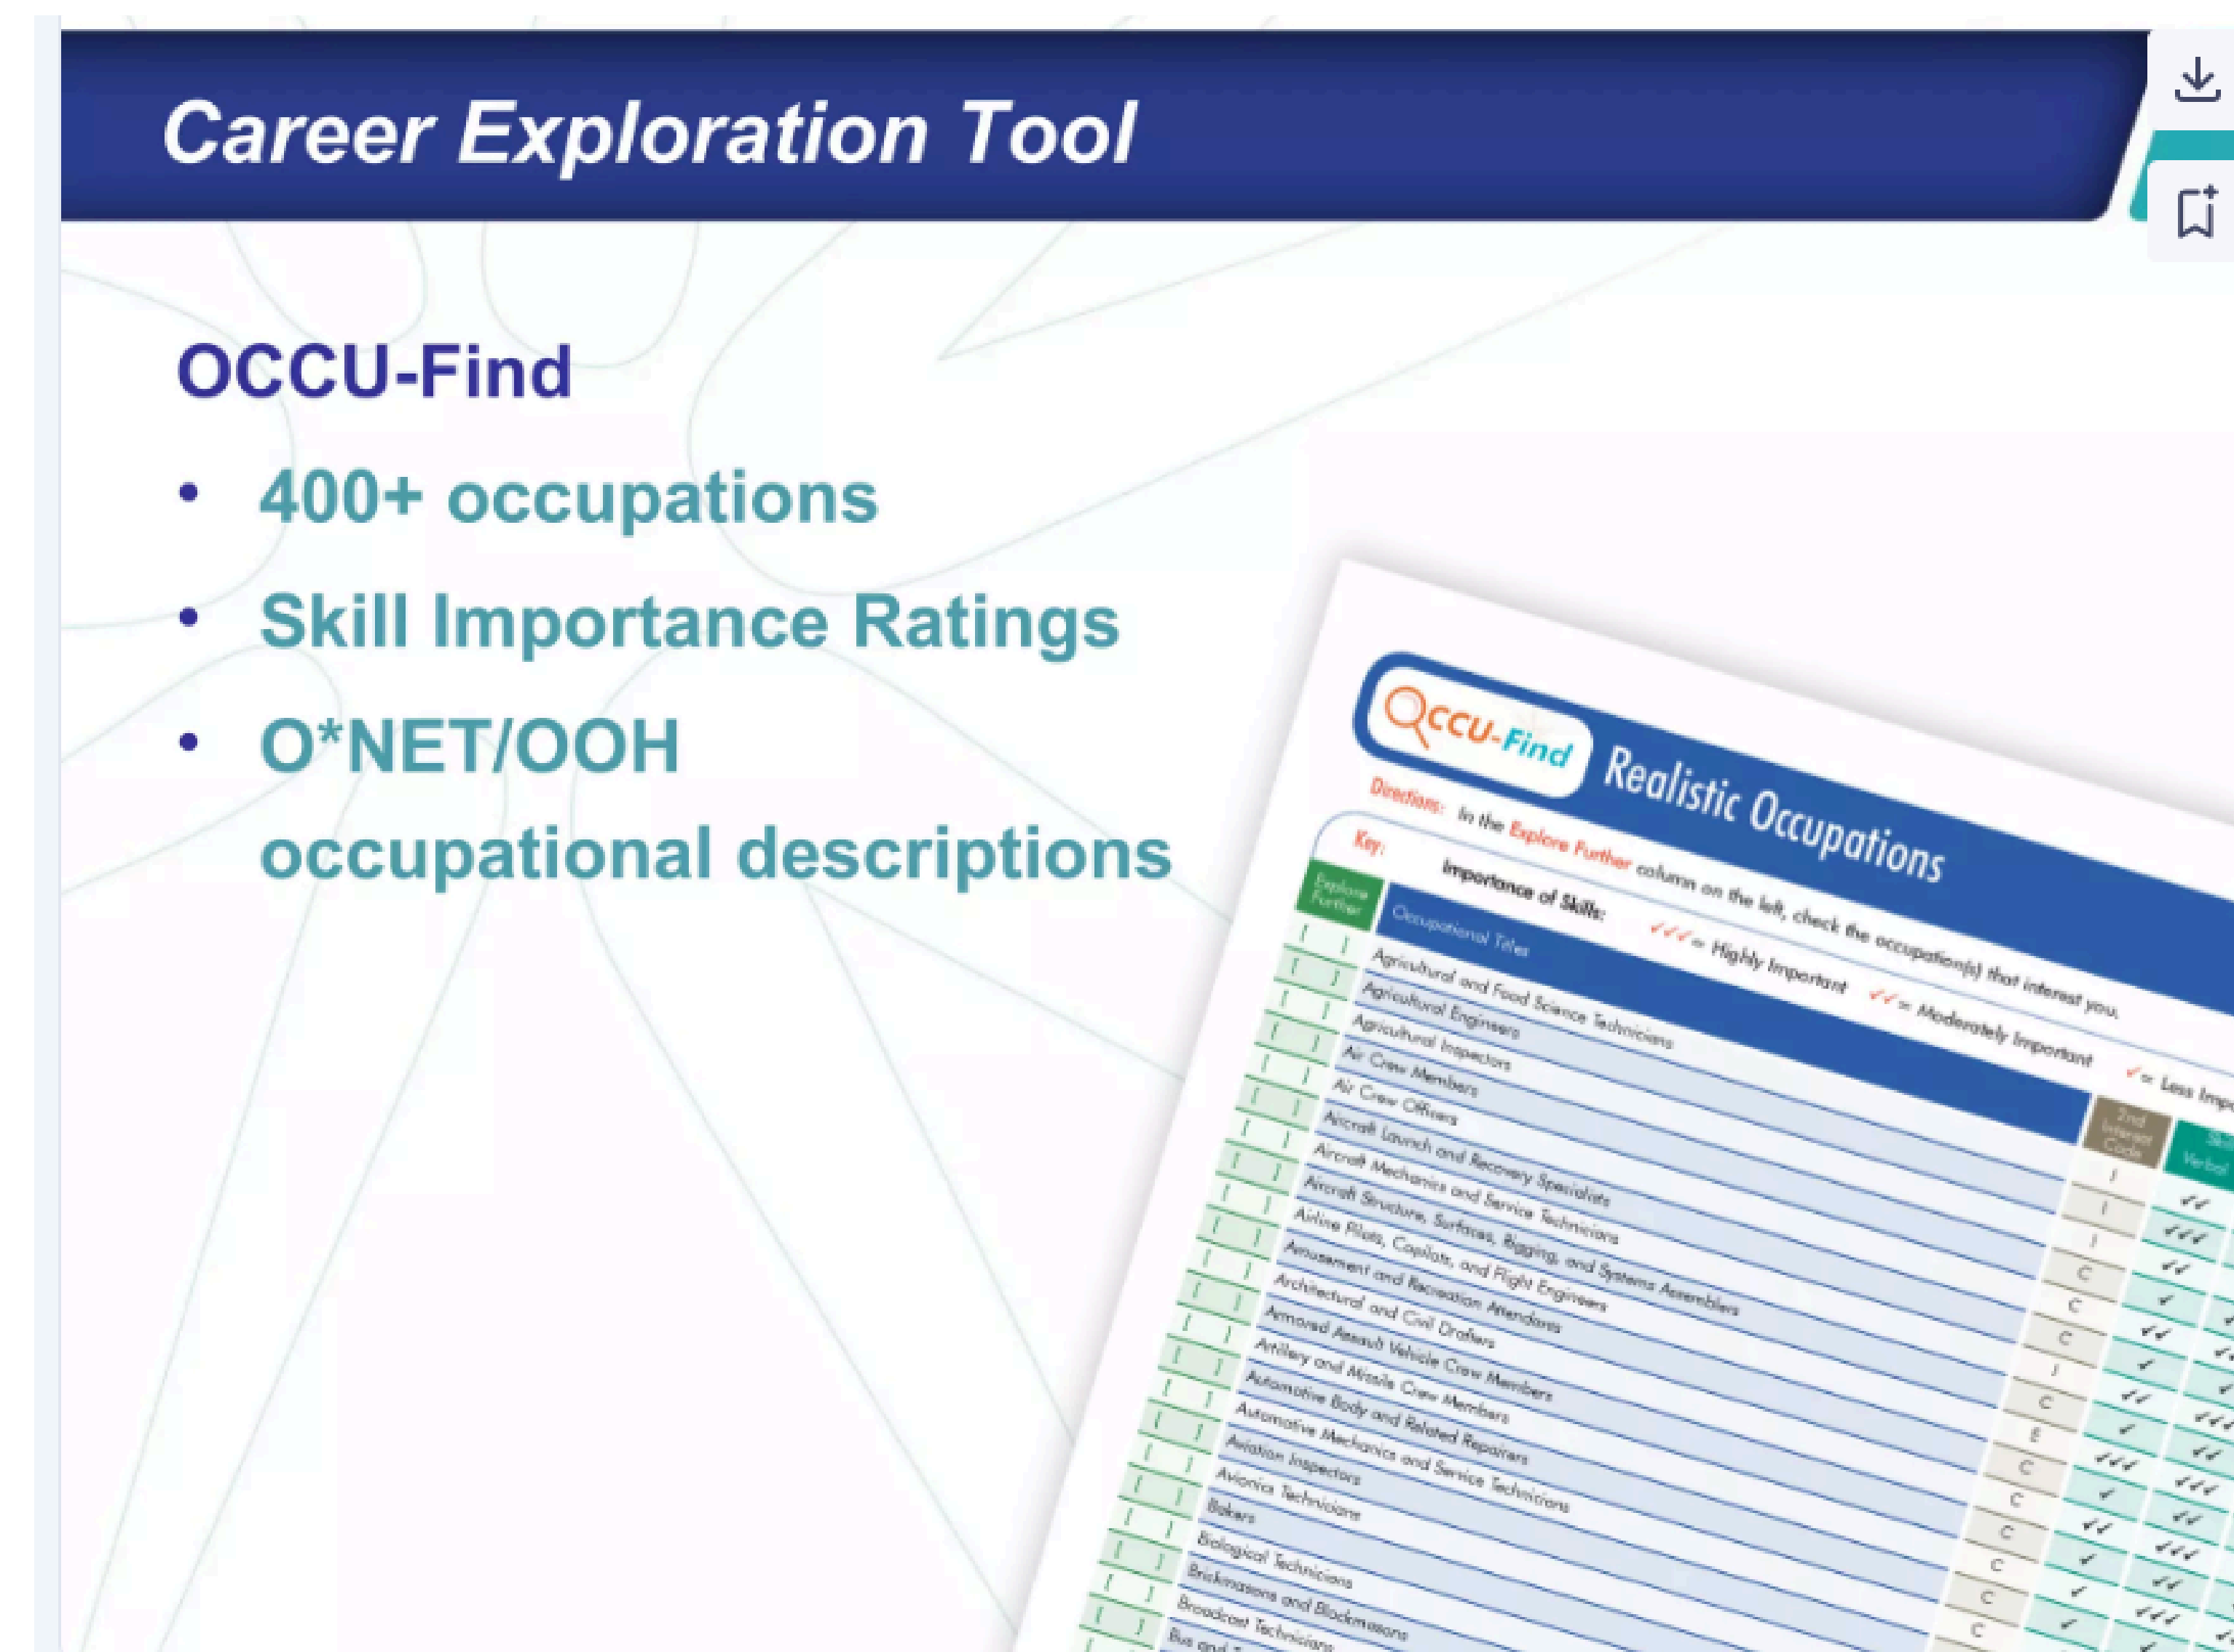 Career Exploration Tool
OCCU-Find
• 400+ occupations
• Skill Importance Ratings
• O*NET/OOH
occupational descriptions
OCCU-Find Realistic Occupations
Directions: In the Explore Further column on the left, check the occupation(s) that interest you.
Key: Importance of Skills: ✓✓✓ = Highly Important ✓✓ = Moderately Important ✓ = Less
Explore Further
Occupational Titles
2nd Interest Code
Verbal
Agricultural and Food Science Technicians
Agricultural Engineers
Agricultural Inspectors
Air Crew Members
Air Crew Officers
Aircraft Launch and Recovery Specialists
Aircraft Mechanics and Service Technicians
Aircraft Structure, Surfaces, Rigging, and Systems Assemblers
Airline Pilots, Copilots, and Flight Engineers
Amusement and Recreation Attendants
Architectural and Civil Drafters
Armored Assault Vehicle Crew Members
Artillery and Missile Crew Members
Automotive Body and Related Repairers
Automotive Mechanics and Service Technicians
Aviation Inspectors
Avionics Technicians
Bakers
Biological Technicians
Brickmasons and Blockmasons
Broadcast Technicians
Bus and